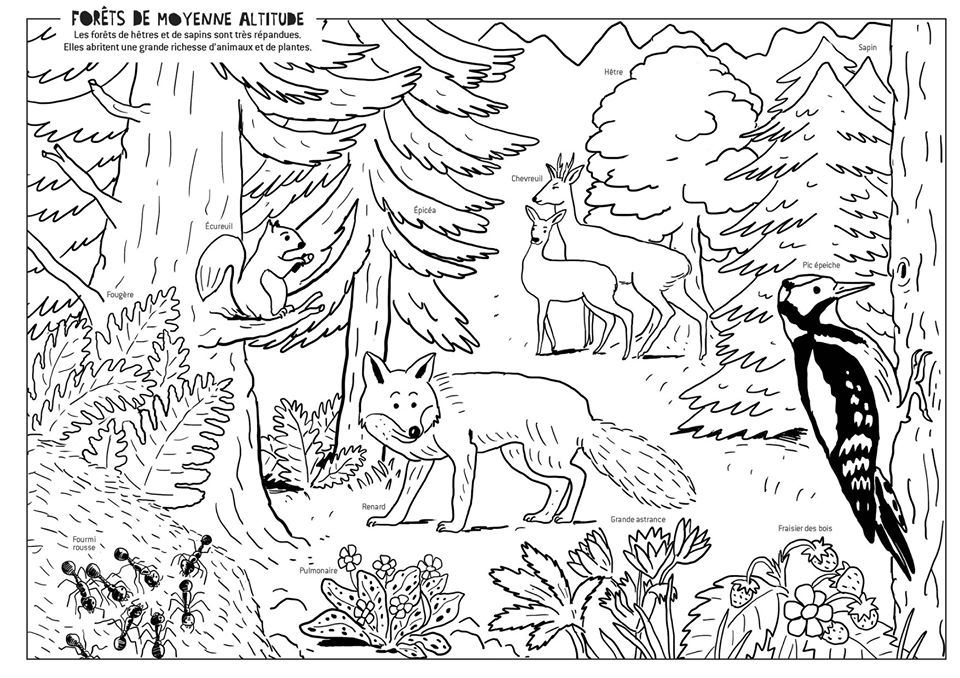 FORÊTS DE MOYENNE ALTITUDE
Les forêts de hêtres et de sapins sont très répandues.
Elles abritent une grande richesse d'animaux et de plantes.
Sapin
Hêtre
Chevreuil
Épicéa
Écureuil
Pic épeiche
Fougère
Renard
Grande astrance
Fraisier des bois
Fourmi
rousse
Pulmonaire